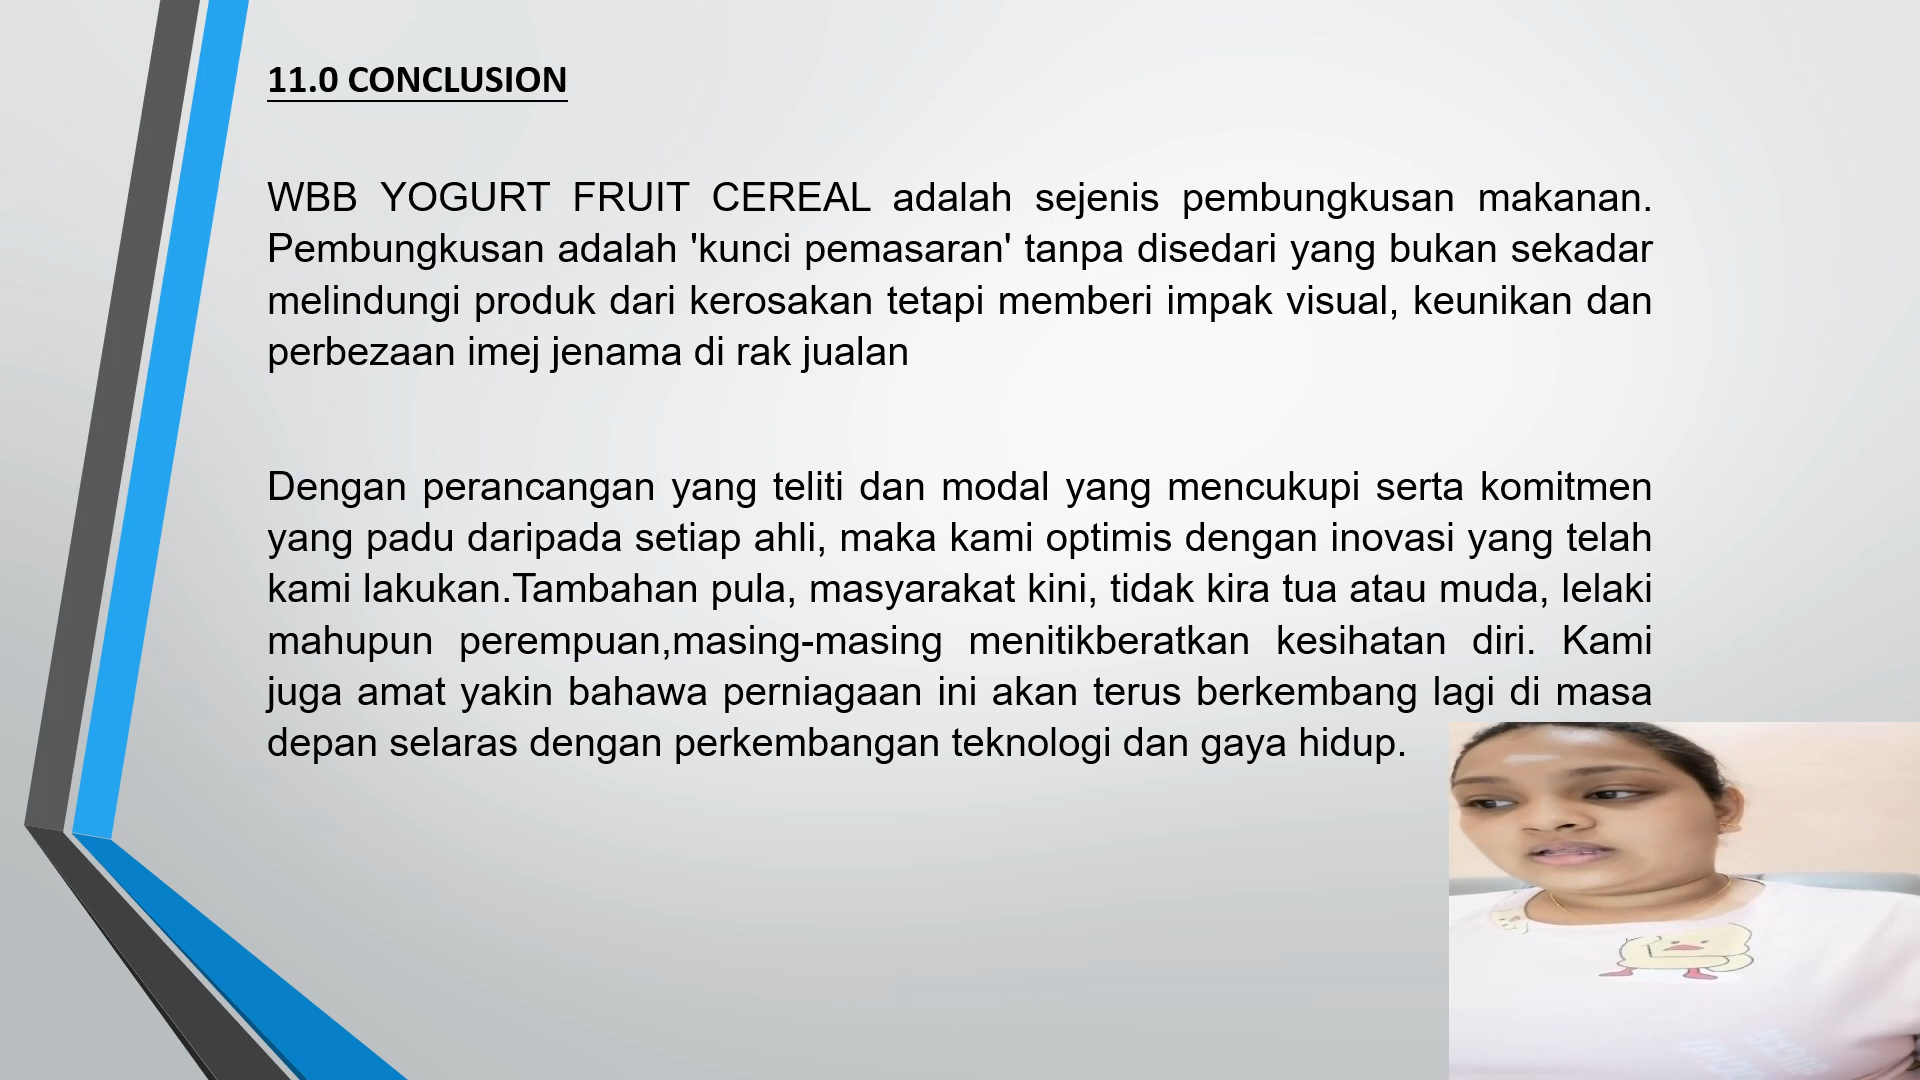 11.0 CONCLUSION
WBB YOGURT FRUIT CEREAL adalah sejenis pembungkusan makanan.
Pembungkusan adalah 'kunci pemasaran' tanpa disedari yang bukan sekadar
melindungi produk dari kerosakan tetapi memberi impak visual, keunikan dan
perbezaan imej jenama di rak jualan
Dengan perancangan yang teliti dan modal yang mencukupi serta komitmen
yang padu daripada setiap ahli, maka kami optimis dengan inovasi yang telah
kami lakukan.Tambahan pula, masyarakat kini, tidak kira tua atau muda, lelaki
mahupun perempuan,masing-masing menitikberatkan kesihatan diri. Kami
juga amat yakin bahawa perniagaan ini akan terus berkembang lagi di masa
depan selaras dengan perkembangan teknologi dan gaya hidup.